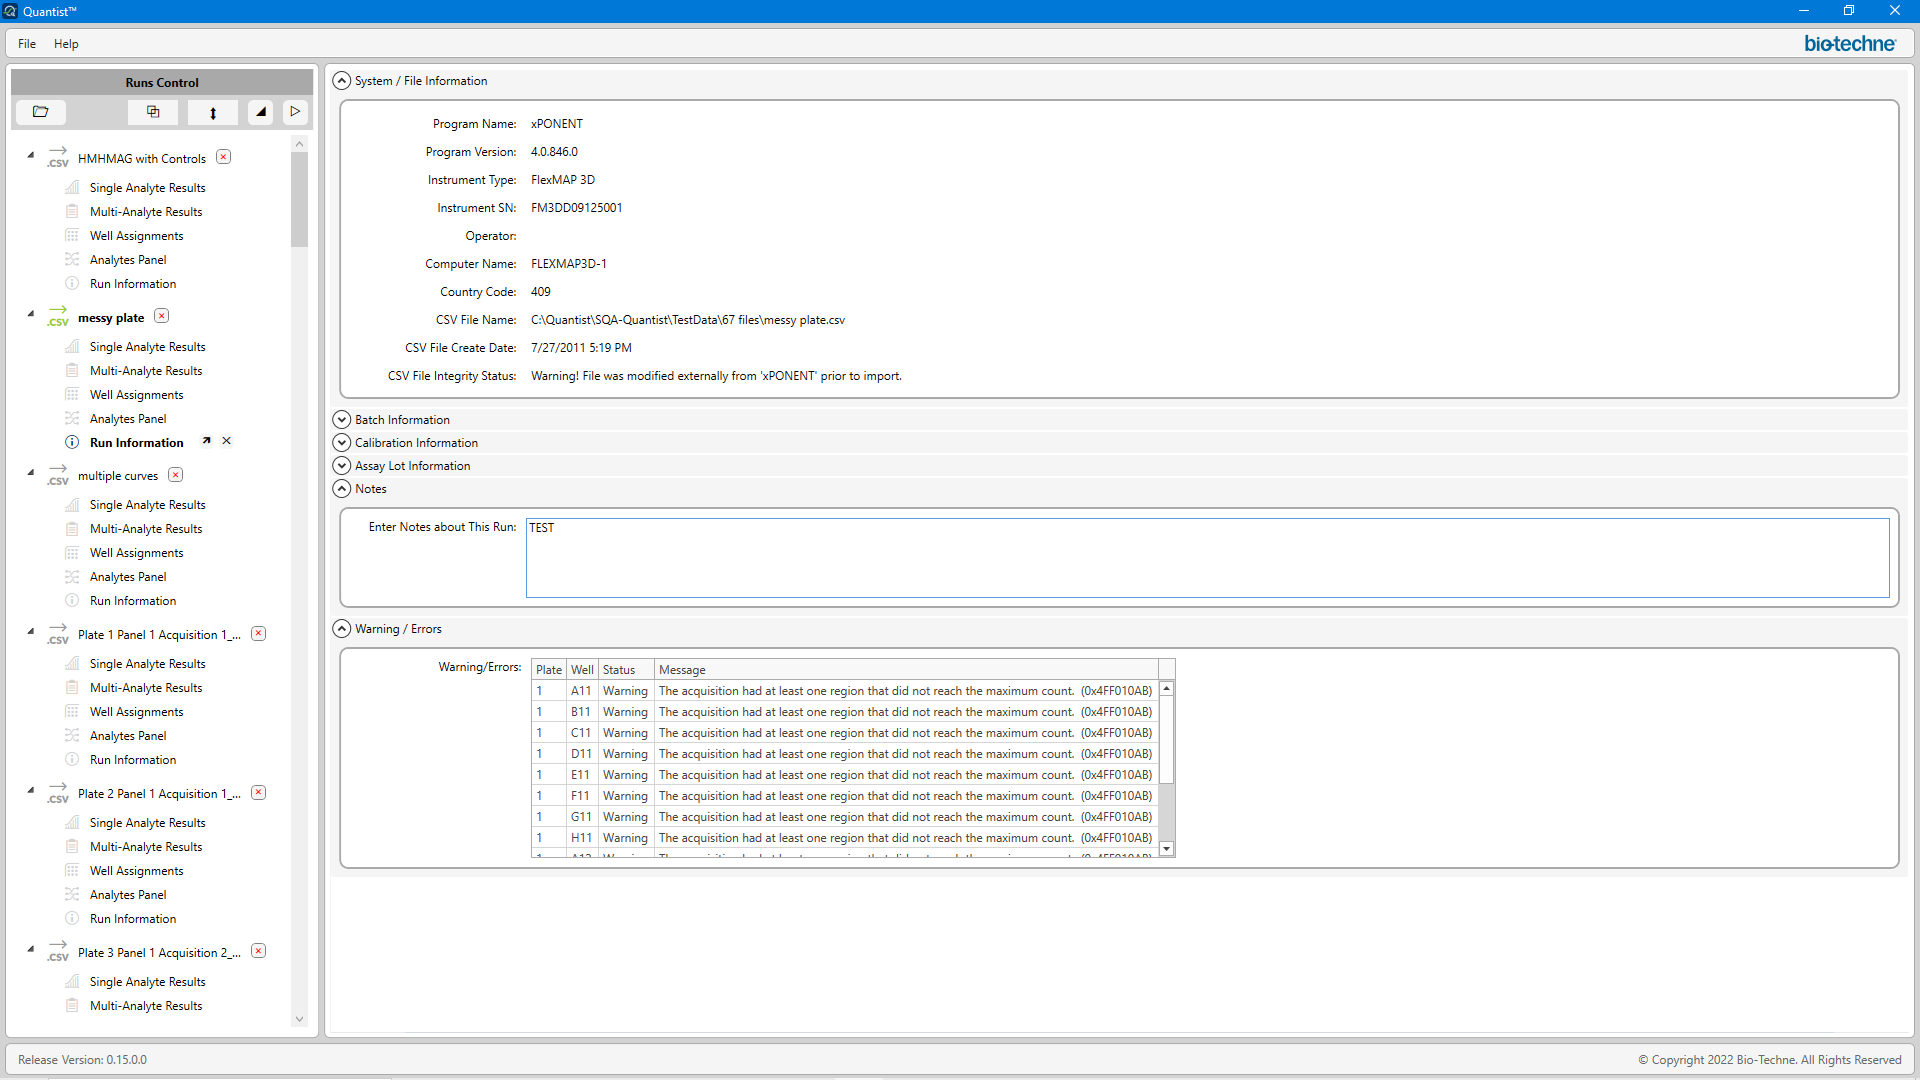 Quantist™
File Help
bio-techne®
Runs Control
.CSV HMHMAG with Controls
Single Analyte Results
Multi-Analyte Results
Well Assignments
Analytes Panel
Run Information
.CSV messy plate
Single Analyte Results
Multi-Analyte Results
Well Assignments
Analytes Panel
Run Information
.CSV multiple curves
Single Analyte Results
Multi-Analyte Results
Well Assignments
Analytes Panel
Run Information
.CSV Plate 1 Panel 1 Acquisition 1_...
Single Analyte Results
Multi-Analyte Results
Well Assignments
Analytes Panel
Run Information
.CSV Plate 2 Panel 1 Acquisition 1_...
Single Analyte Results
Multi-Analyte Results
Well Assignments
Analytes Panel
Run Information
.CSV Plate 3 Panel 1 Acquisition 2_...
Single Analyte Results
Multi-Analyte Results
System / File Information
Program Name: xPONENT
Program Version: 4.0.846.0
Instrument Type: FlexMAP 3D
Instrument SN: FM3DD09125001
Operator:
Computer Name: FLEXMAP3D-1
Country Code: 409
CSV File Name: C:\Quantist\SQA-Quantist\TestData\67 files\messy plate.csv
CSV File Create Date: 7/27/2011 5:19 PM
CSV File Integrity Status: Warning! File was modified externally from 'xPONENT' prior to import.
Batch Information
Calibration Information
Assay Lot Information
Notes
Enter Notes about This Run: TEST
Warning / Errors
Warning/Errors: Plate Well Status Message
1 A11 Warning The acquisition had at least one region that did not reach the maximum count. (0x4FF010AB)
1 B11 Warning The acquisition had at least one region that did not reach the maximum count. (0x4FF010AB)
1 C11 Warning The acquisition had at least one region that did not reach the maximum count. (0x4FF010AB)
1 D11 Warning The acquisition had at least one region that did not reach the maximum count. (0x4FF010AB)
1 E11 Warning The acquisition had at least one region that did not reach the maximum count. (0x4FF010AB)
1 F11 Warning The acquisition had at least one region that did not reach the maximum count. (0x4FF010AB)
1 G11 Warning The acquisition had at least one region that did not reach the maximum count. (0x4FF010AB)
1 H11 Warning The acquisition had at least one region that did not reach the maximum count. (0x4FF010AB)
Release Version: 0.15.0.0
© Copyright 2022 Bio-Techne. All Rights Reserved